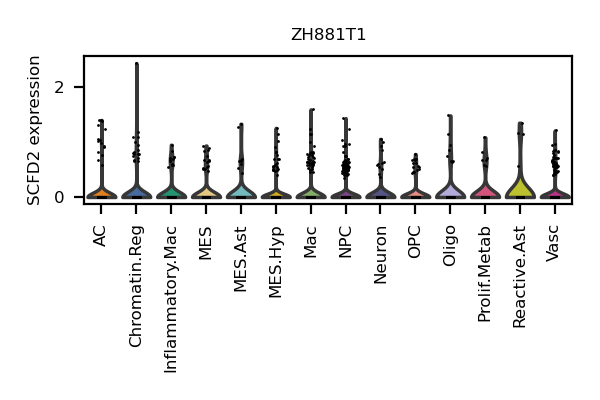 ZH881T1
SCFD2 expression
2
0
AC
Chromatin.Reg
Inflammatory.Mac
MES
MES.Ast
MES.Hyp
Mac
NPC
Neuron
OPC
Oligo
Prolif.Metab
Reactive.Ast
Vasc